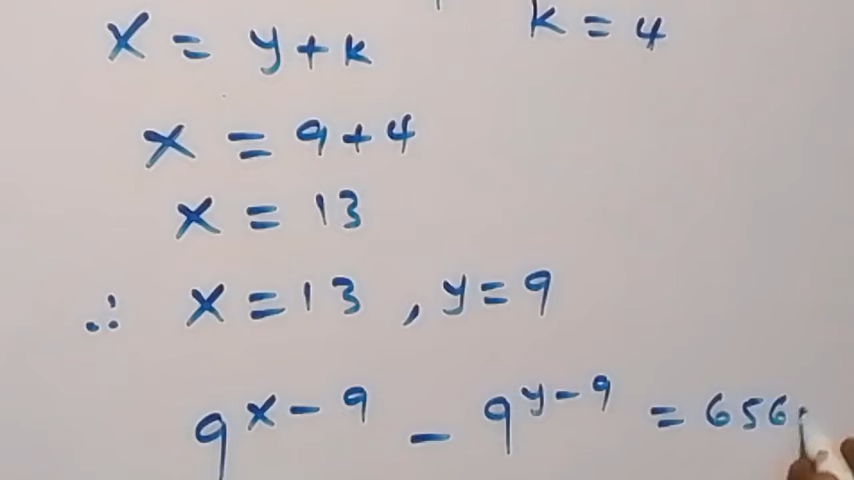 x = y + k
k = 4
x = 9 + 4
x = 13
∴ x = 13 , y = 9
9^{x - 9} - 9^{y - 9} = 656